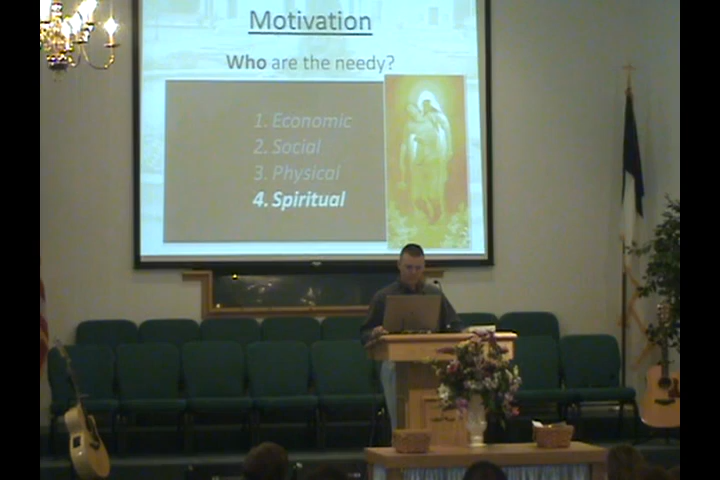 Motivation
Who are the needy?
1. Economic
2. Social
3. Physical
4. Spiritual